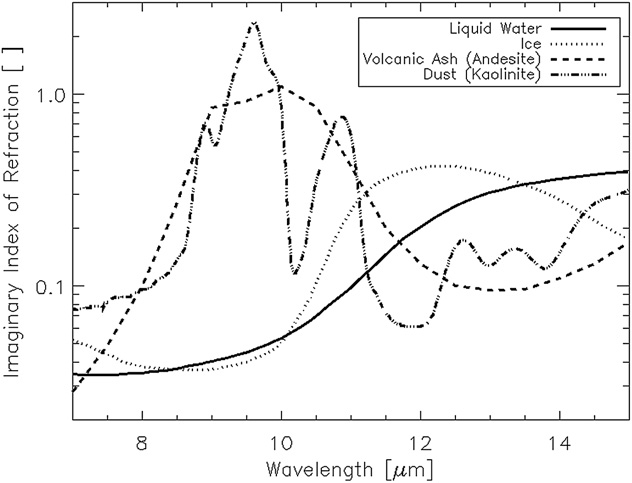 Liquid Water
Ice
Volcanic Ash (Andesite)
Dust (Kaolinite)
Imaginary Index of Refraction [ ]
1.0
0.1
8 10 12 14
Wavelength [μm]